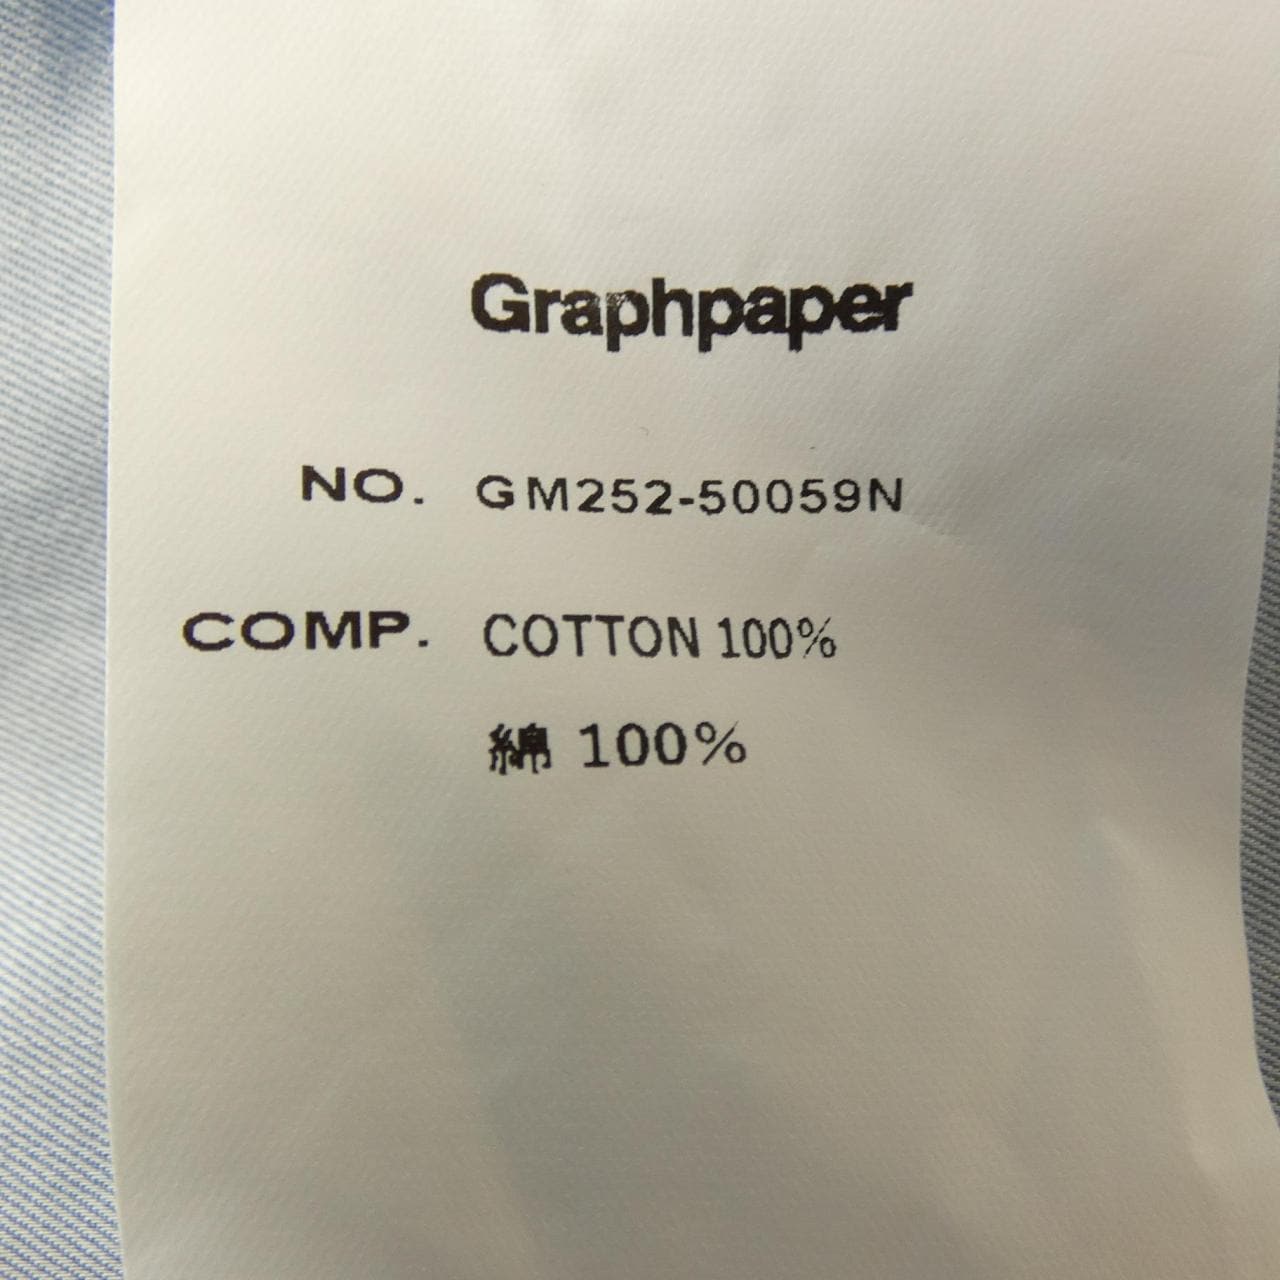 Graphpaper
NO. GM252-50059N
COMP. COTTON 100%
綿 100%